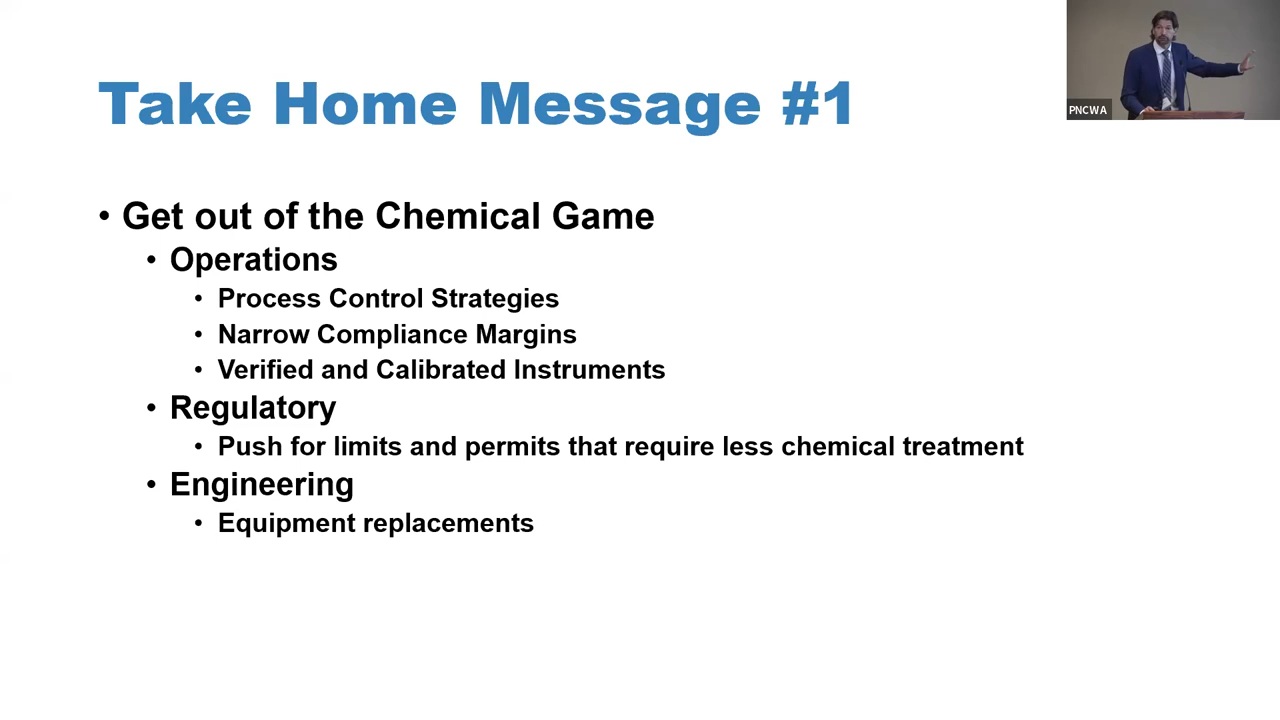 Take Home Message #1
PNCWA
• Get out of the Chemical Game
• Operations
• Process Control Strategies
• Narrow Compliance Margins
• Verified and Calibrated Instruments
• Regulatory
• Push for limits and permits that require less chemical treatment
• Engineering
• Equipment replacements